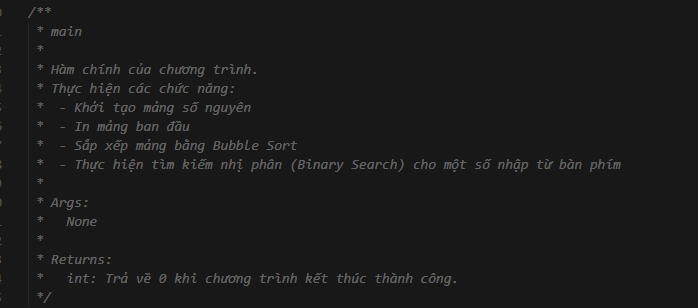 /**
* main
*
* Hàm chính của chương trình.
* Thực hiện các chức năng:
*  - Khởi tạo mảng số nguyên
*  - In mảng ban đầu
*  - Sắp xếp mảng bằng Bubble Sort
*  - Thực hiện tìm kiếm nhị phân (Binary Search) cho một số nhập từ bàn phím
*
* Args:
*   None
*
* Returns:
*   int: Trả về 0 khi chương trình kết thúc thành công.
*/